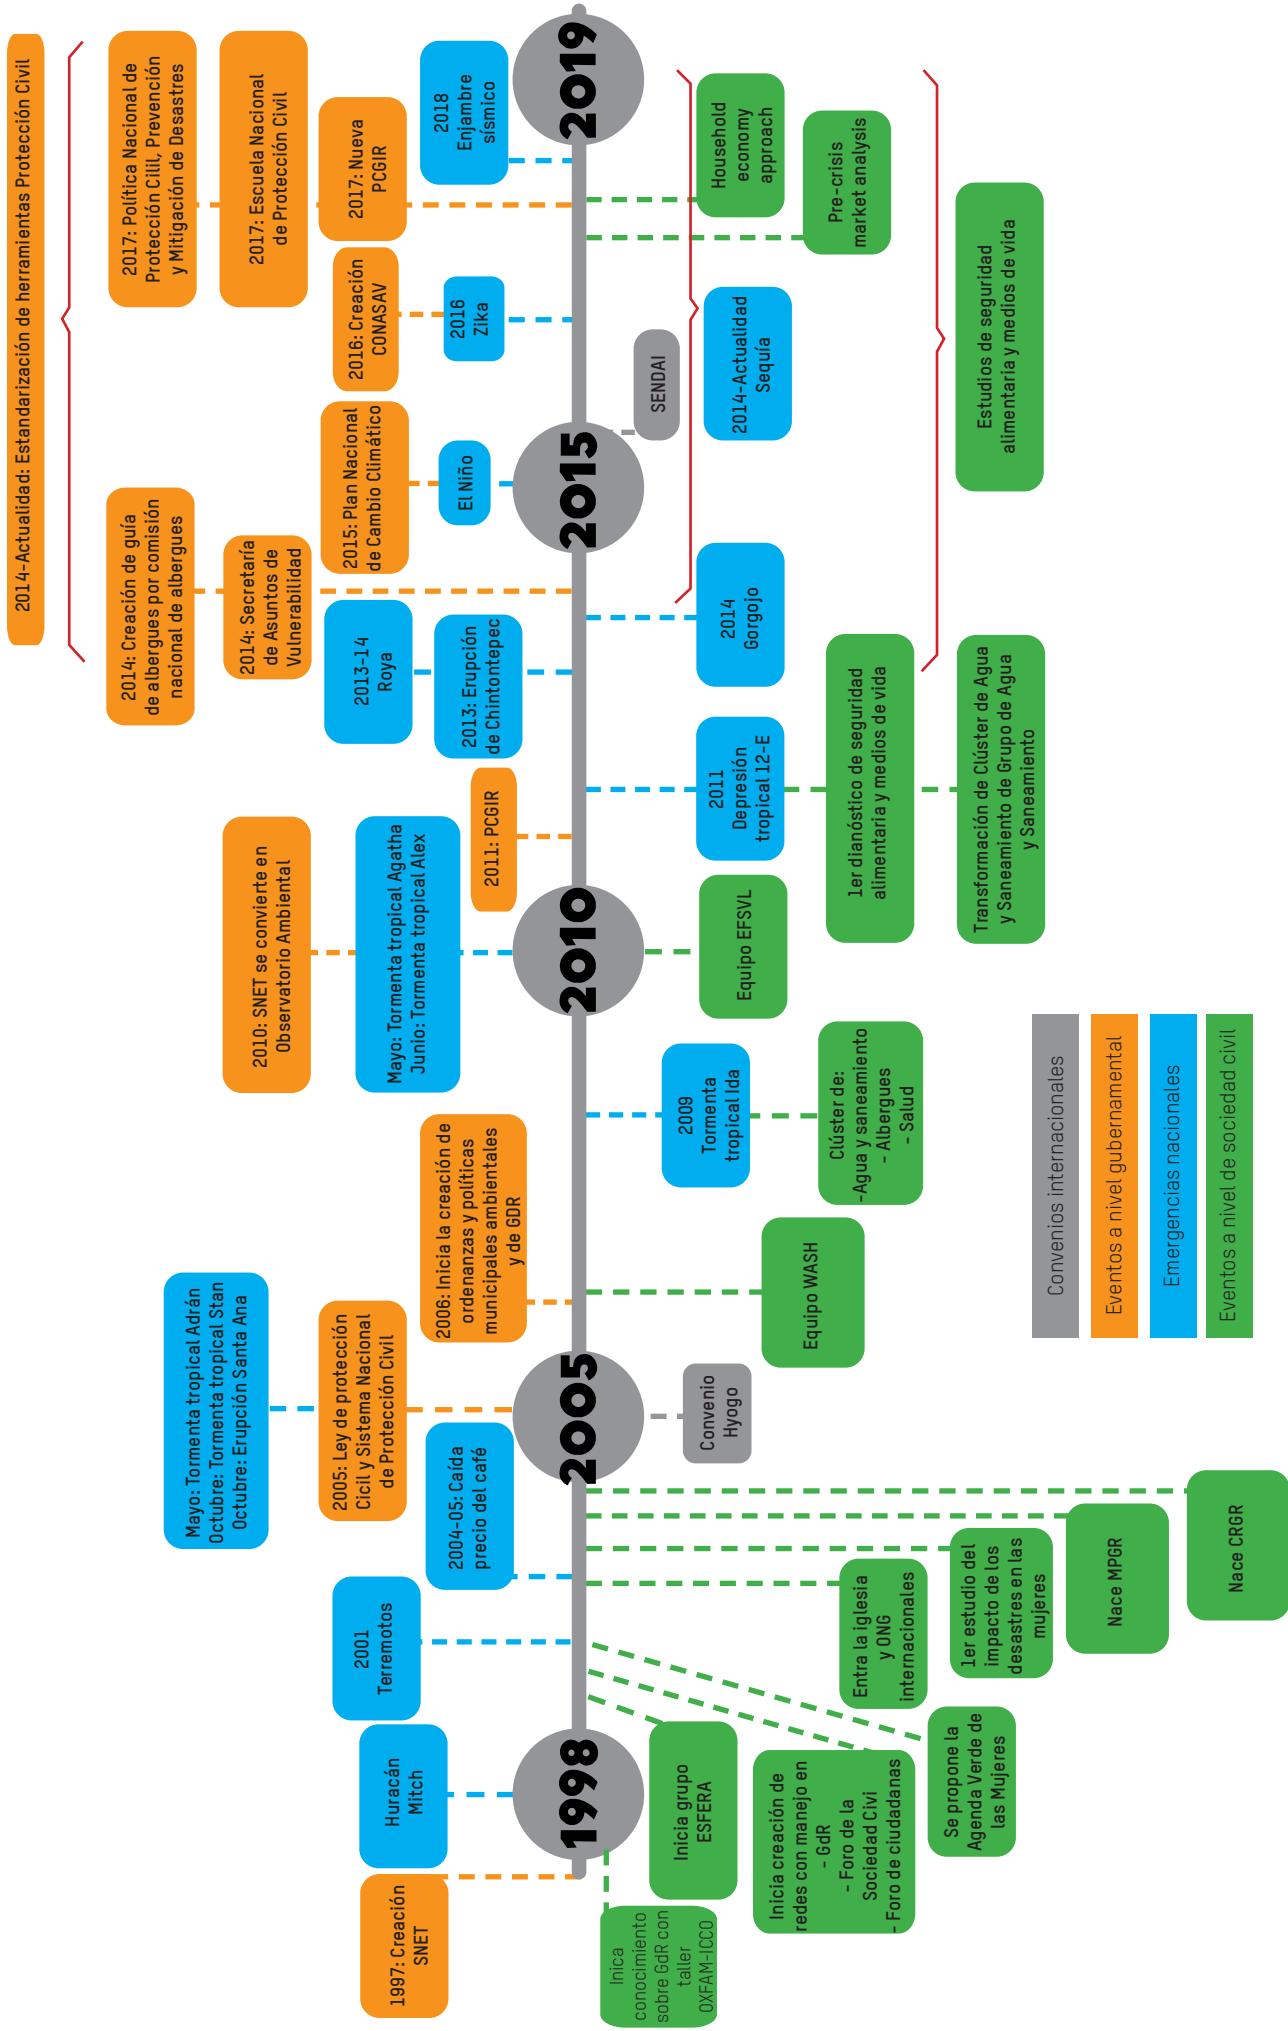 2014-Actualidad: Estandarización de herramientas Protección Civil
2014: Creación de guía
de albergues por comisión
nacional de albergues
2017: Política Nacional de
Protección Cilil, Prevención
y Mitigación de Desastres
2014: Secretaría
de Asuntos de
Vulnerabilidad
2017: Escuela Nacional
de Protección Civil
Mayo: Tormenta tropical Adrán
Octubre: Tormenta tropical Stan
Octubre: Erupción Santa Ana
2010: SNET se convierte en
Observatorio Ambiental
2013-14
Roya
2015: Plan Nacional
de Cambio Climático
2016: Creación
CONASAV
2017: Nueva
PCGIR
1997: Creación
SNET
Huracán
Mitch
2001
Terremotos
2005: Ley de protección
Cicil y Sistema Nacional
de Protección Civil
2004-05: Caída
precio del café
2006: Inicia la creación de
ordenanzas y políticas
municipales ambientales
y de GDR
Mayo: Tormenta tropical Agatha
Junio: Tormenta tropical Alex
2011: PCGIR
2013: Erupción
de Chintontepec
El Niño
2016
Zika
2018
Enjambre
sísmico
1998
2005
2010
2015
2019
Inica
conocimiento
sobre GdR con
taller
OXFAM-ICCO
Inicia grupo
ESFERA
Inicia creación de
redes con manejo en
- GdR
- Foro de la
Sociedad Civi
- Foro de ciudadanas
Se propone la
Agenda Verde de
las Mujeres
Entra la iglesia
y ONG
internacionales
1er estudio del
impacto de los
desastres en las
mujeres
Nace MPGR
Nace CRGR
Convenio
Hyogo
Equipo WASH
2009
Tormenta
tropical Ida
Clúster de:
-Agua y saneamiento
- Albergues
- Salud
Equipo EFSVL
2011
Depresión
tropical 12-E
1er dianóstico de seguridad
alimentaria y medios de vida
Transformación de Clúster de Agua
y Saneamiento de Grupo de Agua
y Saneamiento
2014
Gorgojo
SENDAI
2014-Actualidad
Sequía
Household
economy
approach
Pre-crisis
market analysis
Estudios de seguridad
alimentaria y medios de vida
Convenios internacionales
Eventos a nivel gubernamental
Emergencias nacionales
Eventos a nivel de sociedad civil